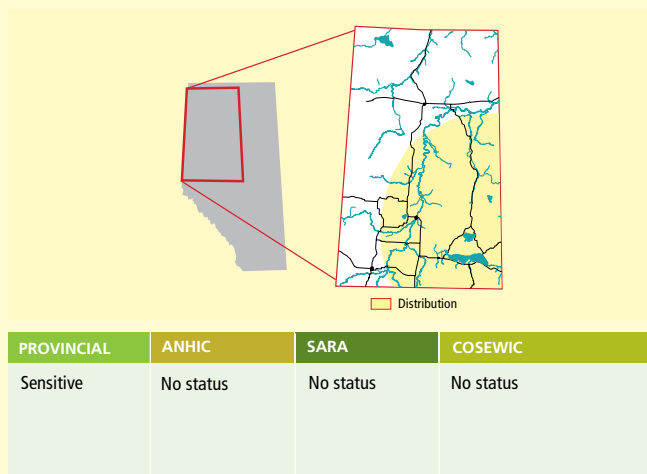 Distribution
PROVINCIAL ANHIC SARA COSEWIC
Sensitive No status No status No status